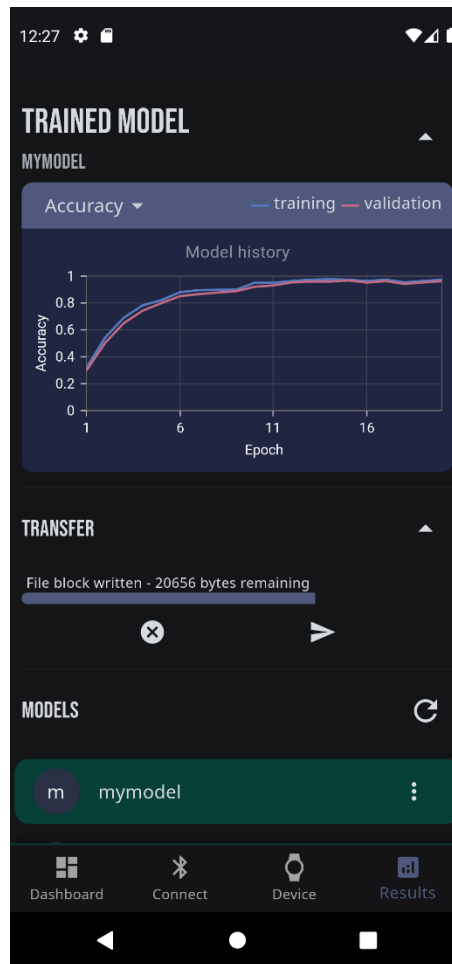 12:27
TRAINED MODEL
MYMODEL
Accuracy
training validation
Model history
1
0.8
0.6
0.4
0.2
0
Accuracy
1 6 11 16
Epoch
TRANSFER
File block written - 20656 bytes remaining
MODELS
m mymodel
Dashboard Connect Device Results